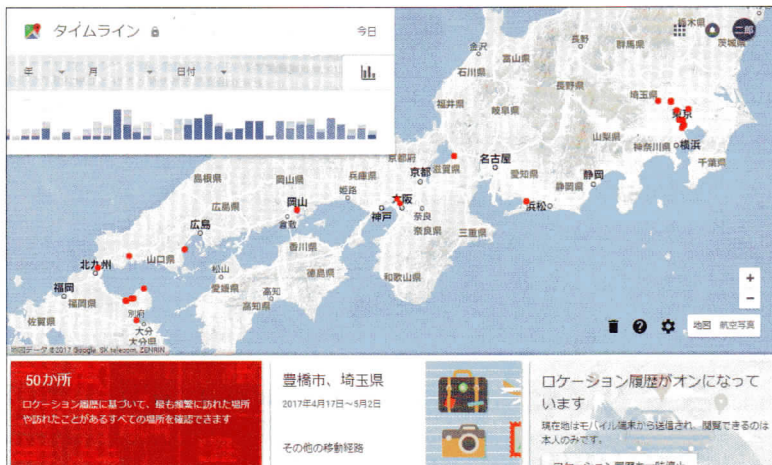 タイムライン
今日
年
月
日付
二郎
栃木県
金沢
富山県
長野
群馬県
茨城県
石川県
長野県
埼玉県
東京
福井県
岐阜県
山梨県
神奈川県
横浜
千葉県
京都府
滋賀県
名古屋
愛知県
静岡県
静岡
浜松
島根県
岡山県
兵庫県
京都
姫路
岡山
倉敷
神戸
大阪
奈良
奈良県
三重県
広島県
広島
香川県
徳島県
和歌山県
山口県
北九州
松山
愛媛県
高知
高知県
福岡
福岡県
佐賀県
別府
大分
大分県
+
−
地図 航空写真
地図データ ©2017 Google, SK telecom, ZENRIN
50か所
ロケーション履歴に基づいて、最も頻繁に訪れた場所
や訪れたことがあるすべての場所を確認できます
豊橋市、埼玉県
2017年4月17日～5月2日
その他の移動経路
ロケーション履歴がオンになって
います
現在地はモバイル端末から送信され、閲覧できるのは
本人のみです。